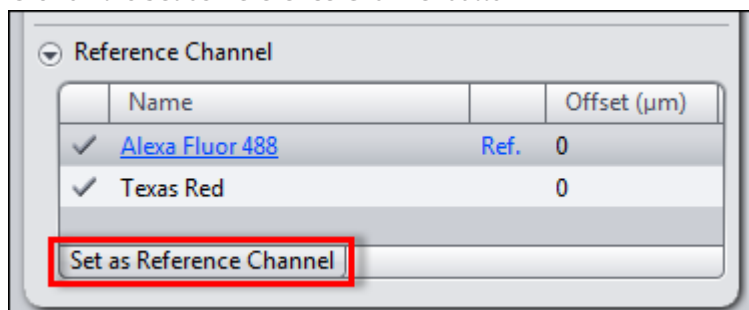 Reference Channel
Name Offset (µm)
Alexa Fluor 488 Ref. 0
Texas Red 0
Set as Reference Channel